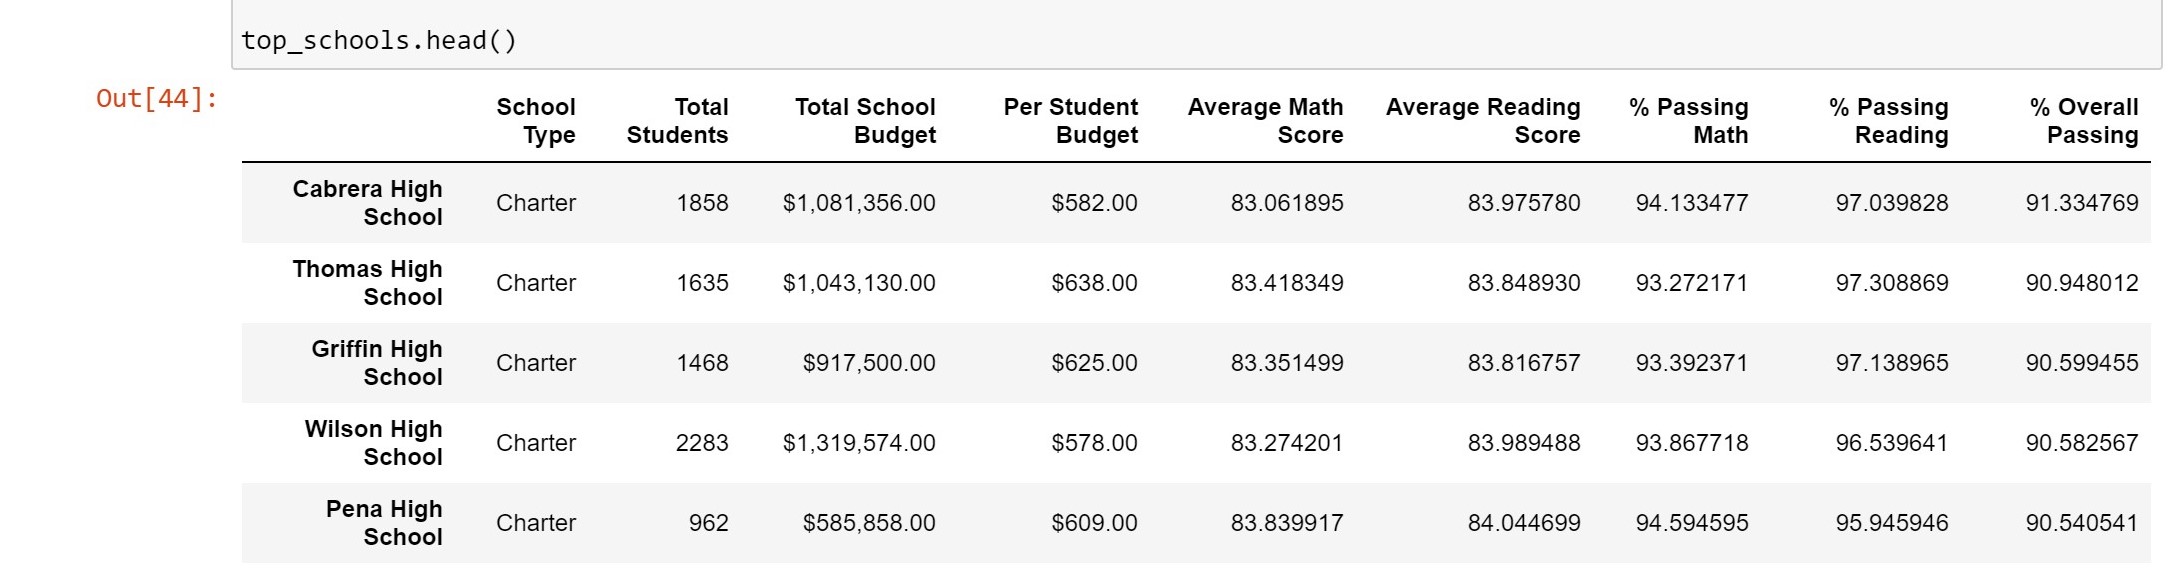 top_schools.head()
Out[44]:
School Type Total Students Total School Budget Per Student Budget Average Math Score Average Reading Score % Passing Math % Passing Reading % Overall Passing
Cabrera High School Charter 1858 $1,081,356.00 $582.00 83.061895 83.975780 94.133477 97.039828 91.334769
Thomas High School Charter 1635 $1,043,130.00 $638.00 83.418349 83.848930 93.272171 97.308869 90.948012
Griffin High School Charter 1468 $917,500.00 $625.00 83.351499 83.816757 93.392371 97.138965 90.599455
Wilson High School Charter 2283 $1,319,574.00 $578.00 83.274201 83.989488 93.867718 96.539641 90.582567
Pena High School Charter 962 $585,858.00 $609.00 83.839917 84.044699 94.594595 95.945946 90.540541